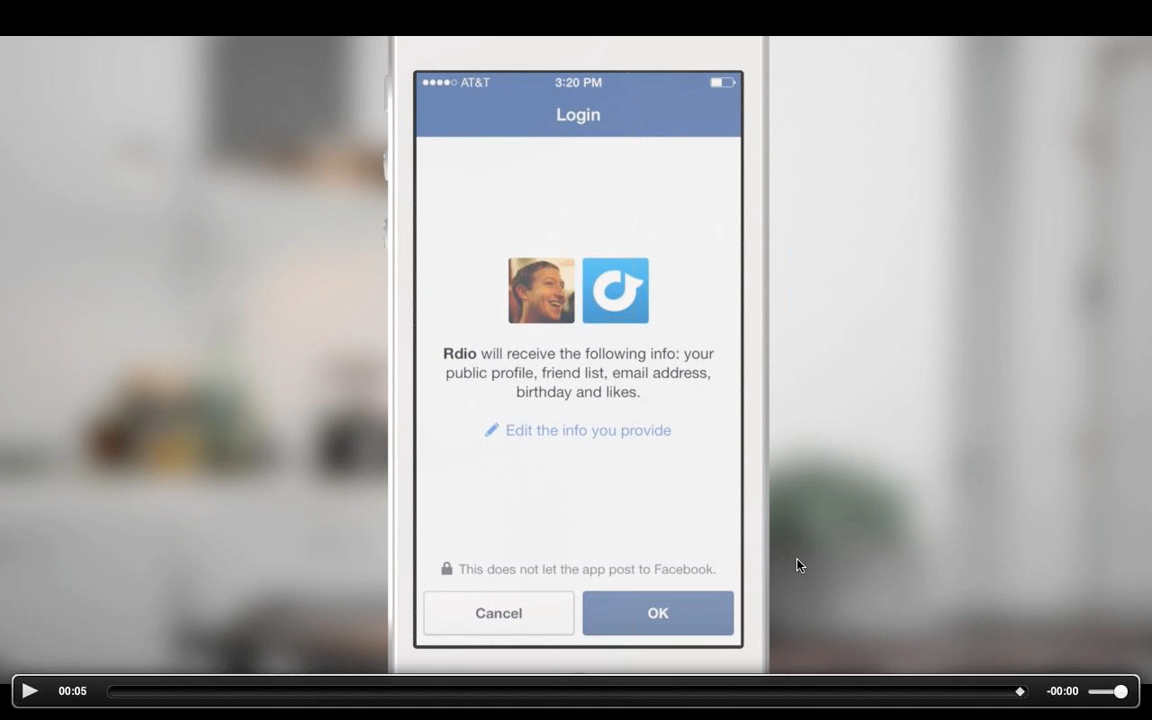 AT&T 3:20 PM
Login
Rdio will receive the following info: your
public profile, friend list, email address,
birthday and likes.
Edit the info you provide
This does not let the app post to Facebook.
Cancel OK
00:05 -00:00